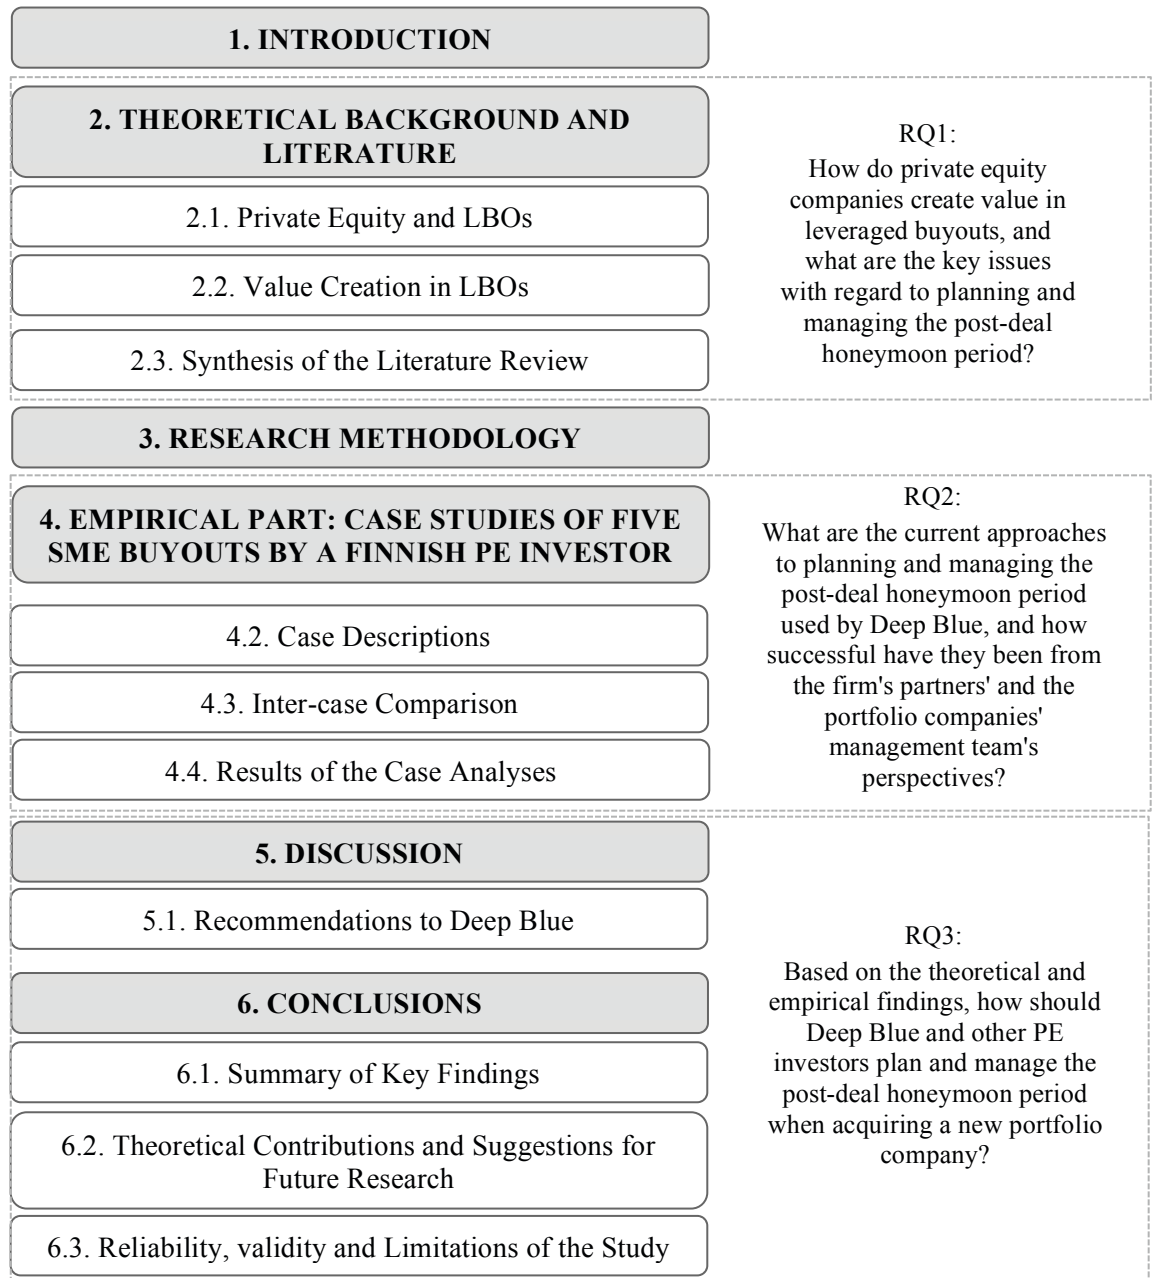 1. INTRODUCTION
2. THEORETICAL BACKGROUND AND
LITERATURE
2.1. Private Equity and LBOs
2.2. Value Creation in LBOs
2.3. Synthesis of the Literature Review
RQ1:
How do private equity
companies create value in
leveraged buyouts, and
what are the key issues
with regard to planning and
managing the post-deal
honeymoon period?
3. RESEARCH METHODOLOGY
4. EMPIRICAL PART: CASE STUDIES OF FIVE
SME BUYOUTS BY A FINNISH PE INVESTOR
4.2. Case Descriptions
4.3. Inter-case Comparison
4.4. Results of the Case Analyses
RQ2:
What are the current approaches
to planning and managing the
post-deal honeymoon period
used by Deep Blue, and how
successful have they been from
the firm's partners' and the
portfolio companies'
management team's
perspectives?
5. DISCUSSION
5.1. Recommendations to Deep Blue
6. CONCLUSIONS
6.1. Summary of Key Findings
6.2. Theoretical Contributions and Suggestions for
Future Research
6.3. Reliability, validity and Limitations of the Study
RQ3:
Based on the theoretical and
empirical findings, how should
Deep Blue and other PE
investors plan and manage the
post-deal honeymoon period
when acquiring a new portfolio
company?